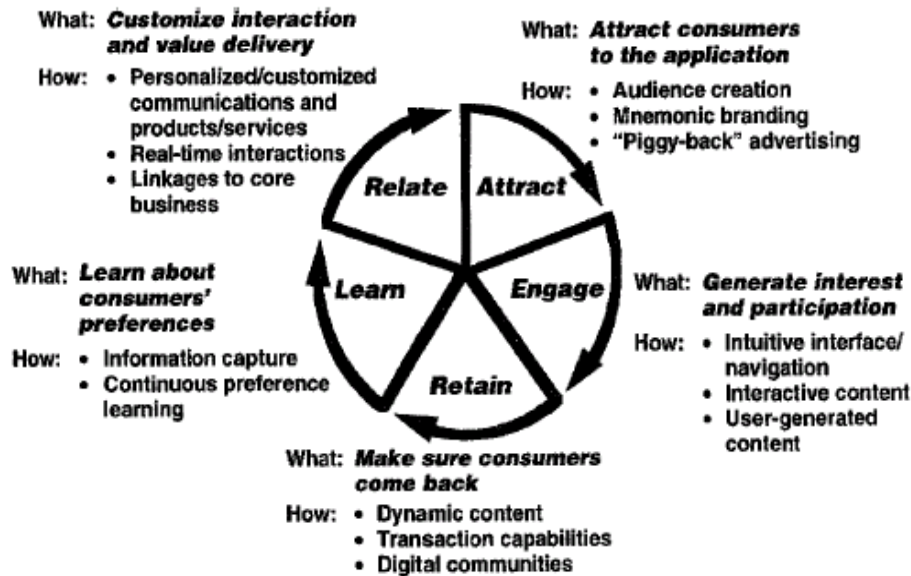 What: Customize interaction
and value delivery
How: • Personalized/customized
communications and
products/services
• Real-time interactions
• Linkages to core
business
What: Attract consumers
to the application
How: • Audience creation
• Mnemonic branding
• “Piggy-back” advertising
Relate
Attract
Learn
Engage
Retain
What: Learn about
consumers’
preferences
How: • Information capture
• Continuous preference
learning
What: Generate interest
and participation
How: • Intuitive interface/
navigation
• Interactive content
• User-generated
content
What: Make sure consumers
come back
How: • Dynamic content
• Transaction capabilities
• Digital communities